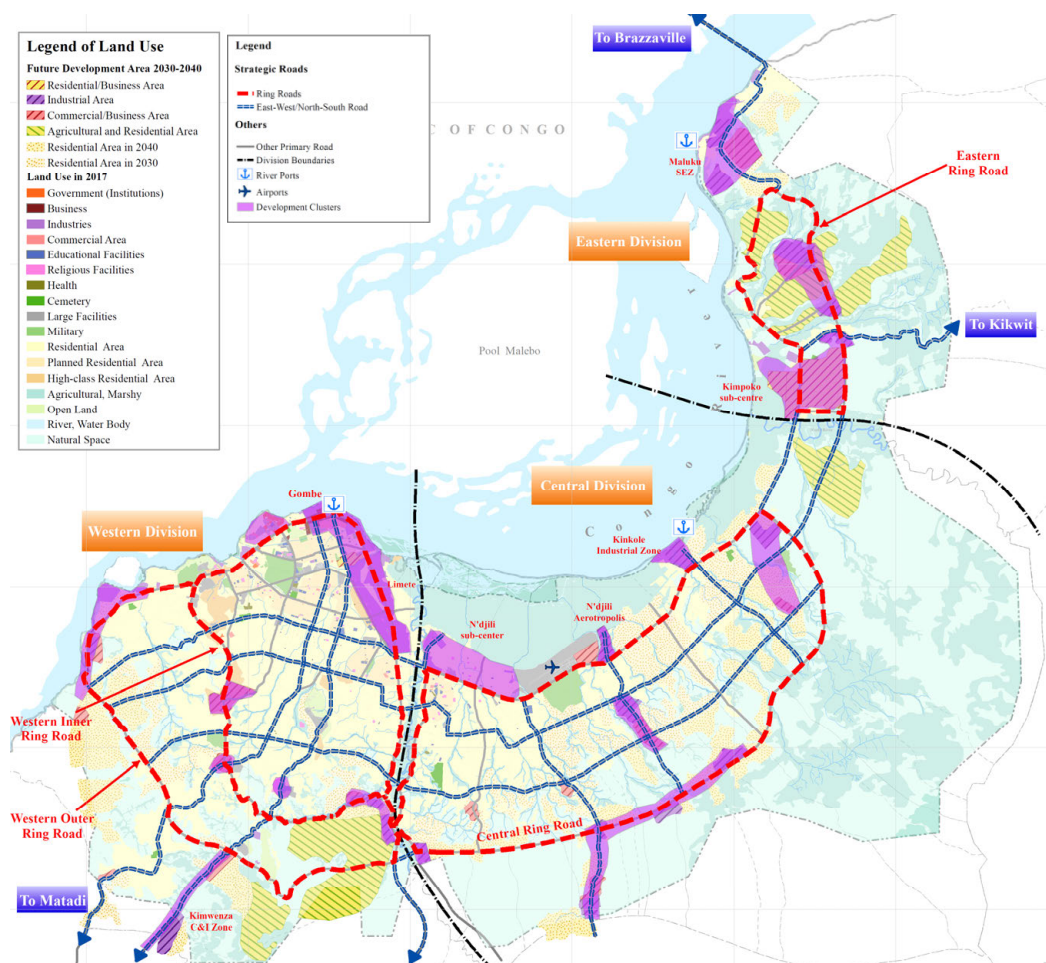 Legend of Land Use
Future Development Area 2030-2040
Residential/Business Area
Industrial Area
Commercial/Business Area
Agricultural and Residential Area
Residential Area in 2040
Residential Area in 2030
Land Use in 2017
Government (Institutions)
Business
Industries
Commercial Area
Educational Facilities
Religious Facilities
Health
Cemetery
Large Facilities
Military
Residential Area
Planned Residential Area
High-class Residential Area
Agricultural, Marshy
Open Land
River, Water Body
Natural Space
Legend
Strategic Roads
Ring Roads
East-West/North-South Road
Others
Other Primary Road
Division Boundaries
River Ports
Airports
Development Clusters
To Brazzaville
C OF CONGO
Maluku
SEZ
Eastern
Ring Road
Eastern Division
To Kikwit
Pool Malebo
Kimpoko
sub-centre
Central Division
Gombe
Western Division
Kinkole
Industrial Zone
Limete
N'djili
sub-center
N'djili
Aerotropolis
Western Inner
Ring Road
Western Outer
Ring Road
Central Ring Road
To Matadi
Kimwenza
C&I Zone